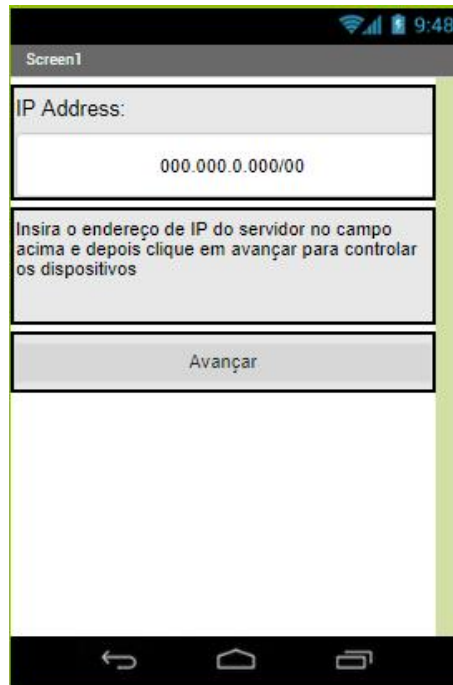 9:48
Screen1
IP Address:
000.000.0.000/00
Insira o endereço de IP do servidor no campo
acima e depois clique em avançar para controlar
os dispositivos
Avançar